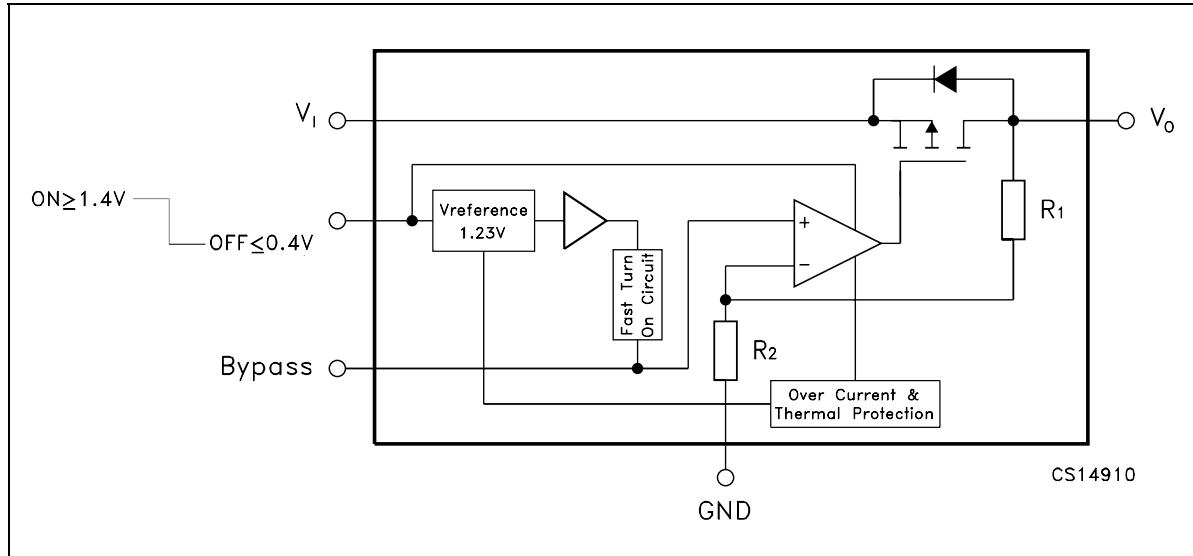 V_I
V_O
ON≥1.4V
OFF≤0.4V
Vreference
1.23V
+
−
R1
Fast Turn
On Circuit
R2
Bypass
Over Current &
Thermal Protection
CS14910
GND